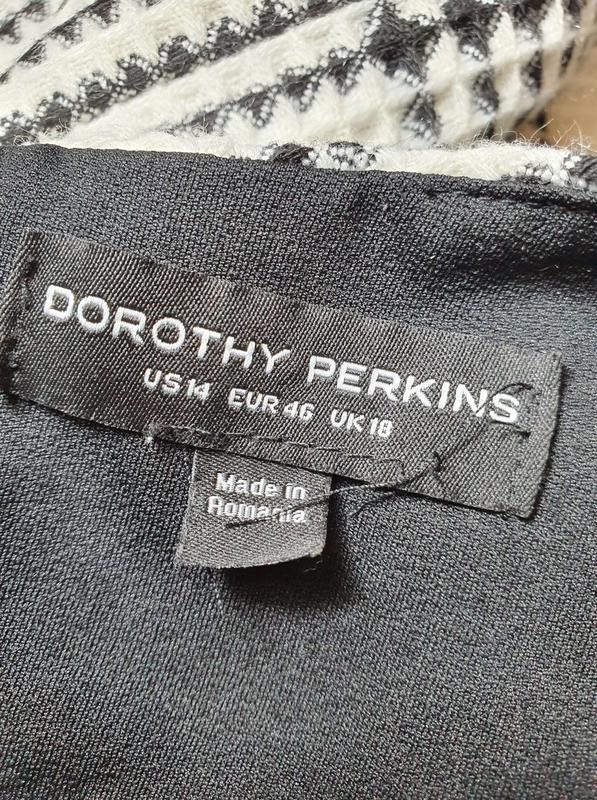 DOROTHY PERKINS
US 14 EUR 46 UK 18
Made in
Romania